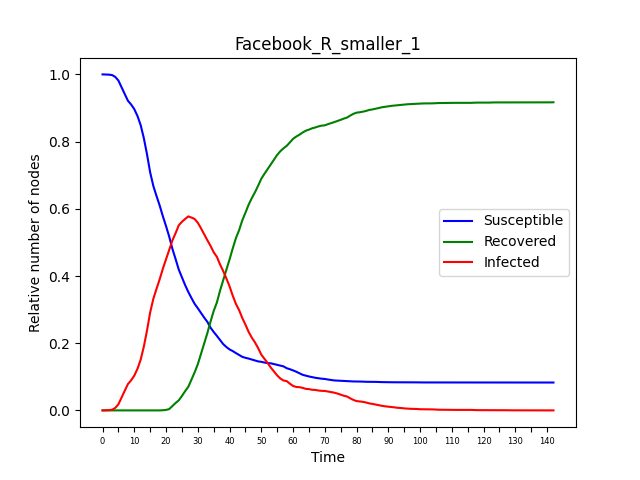 Facebook_R_smaller_1
Relative number of nodes
1.0
0.8
0.6
0.4
0.2
0.0
Susceptible
Recovered
Infected
0 10 20 30 40 50 60 70 80 90 100 110 120 130 140
Time